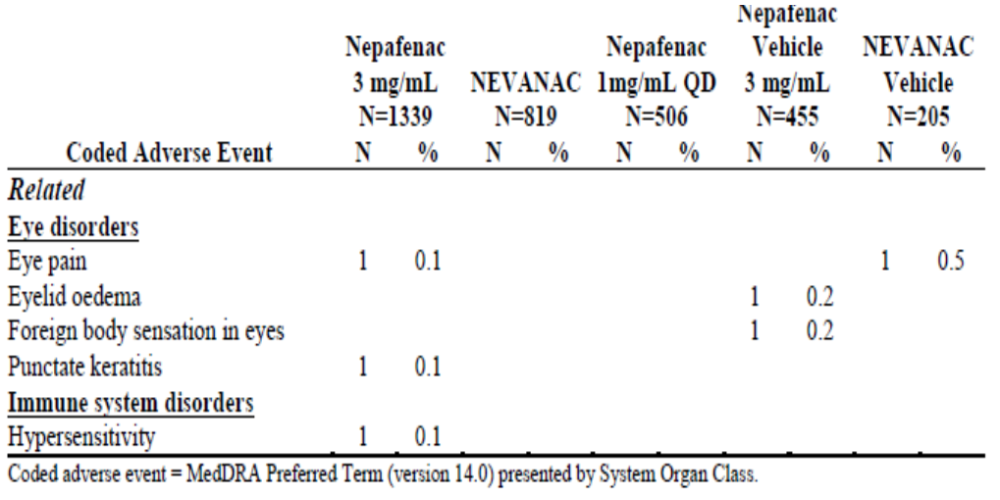 Nepafenac
Nepafenac Nepafenac Vehicle NEVANAC
3 mg/mL NEVANAC 1mg/mL QD 3 mg/mL Vehicle
N=1339 N=819 N=506 N=455 N=205
Coded Adverse Event N % N % N % N % N %
Related
Eye disorders
Eye pain 1 0.1 1 0.5
Eyelid oedema 1 0.2
Foreign body sensation in eyes 1 0.2
Punctate keratitis 1 0.1
Immune system disorders
Hypersensitivity 1 0.1
Coded adverse event = MedDRA Preferred Term (version 14.0) presented by System Organ Class.